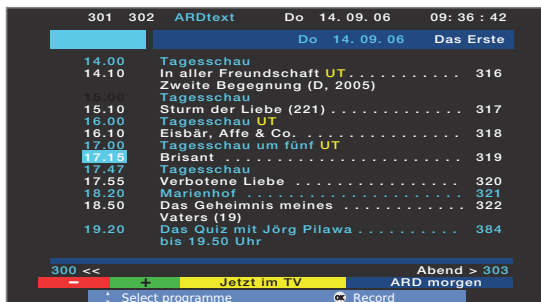 301 302 ARDtext Do 14. 09. 06 09: 36 : 42
Do 14. 09. 06 Das Erste
14.00 Tagesschau
14.10 In aller Freundschaft UT . . . . . . . . . . . 316
Zweite Begegnung (D, 2005)
15.00 Tagesschau
15.10 Sturm der Liebe (221) . . . . . . . . . . . . . 317
16.00 Tagesschau UT
16.10 Eisbär, Affe & Co. . . . . . . . . . . . . . . 318
17.00 Tagesschau um fünf UT
17.15 Brisant . . . . . . . . . . . . . . . . . . . . . . 319
17.47 Tagesschau
17.55 Verbotene Liebe . . . . . . . . . . . . . . . 320
18.20 Marienhof . . . . . . . . . . . . . . . . . . . . 321
18.50 Das Geheimnis meines . . . . . . . . . . 322
Vaters (19)
19.20 Das Quiz mit Jörg Pilawa . . . . . . . . . 384
bis 19.50 Uhr
300 << Abend > 303
− + Jetzt im TV ARD morgen
Select programme OK Record